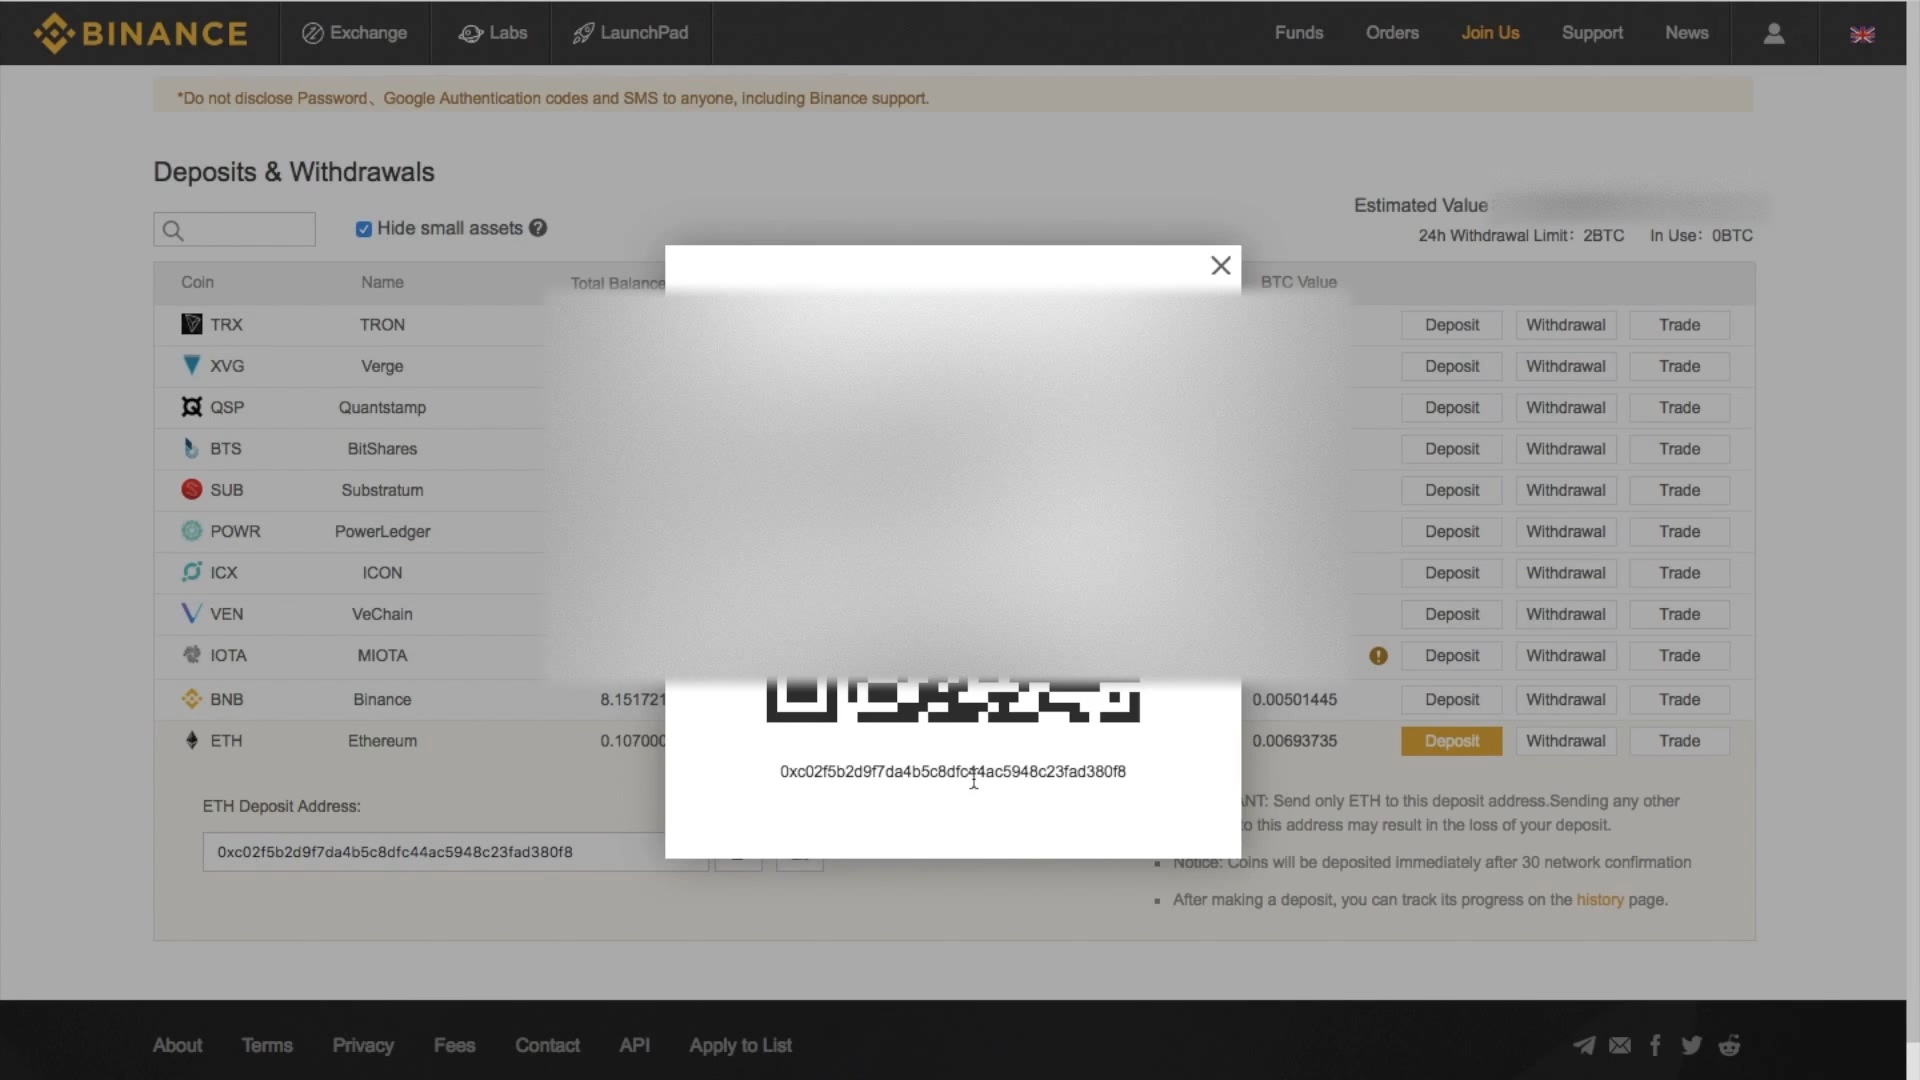 BINANCE Exchange Labs LaunchPad Funds Orders Join Us Support News
*Do not disclose Password、Google Authentication codes and SMS to anyone, including Binance support.
Deposits & Withdrawals
Estimated Value
Hide small assets ?
24h Withdrawal Limit： 2BTC In Use： 0BTC
Coin Name Total Balance BTC Value
TRX TRON Deposit Withdrawal Trade
XVG Verge Deposit Withdrawal Trade
QSP Quantstamp Deposit Withdrawal Trade
BTS BitShares Deposit Withdrawal Trade
SUB Substratum Deposit Withdrawal Trade
POWR PowerLedger Deposit Withdrawal Trade
ICX ICON Deposit Withdrawal Trade
VEN VeChain Deposit Withdrawal Trade
IOTA MIOTA ! Deposit Withdrawal Trade
BNB Binance 8.151721 0.00501445 Deposit Withdrawal Trade
ETH Ethereum 0.107000 0.00693735 Deposit Withdrawal Trade
0xc02f5b2d9f7da4b5c8dfc44ac5948c23fad380f8
ETH Deposit Address:
0xc02f5b2d9f7da4b5c8dfc44ac5948c23fad380f8
ANT: Send only ETH to this deposit address.Sending any other
to this address may result in the loss of your deposit.
Notice: Coins will be deposited immediately after 30 network confirmation
After making a deposit, you can track its progress on the history page.
About Terms Privacy Fees Contact API Apply to List